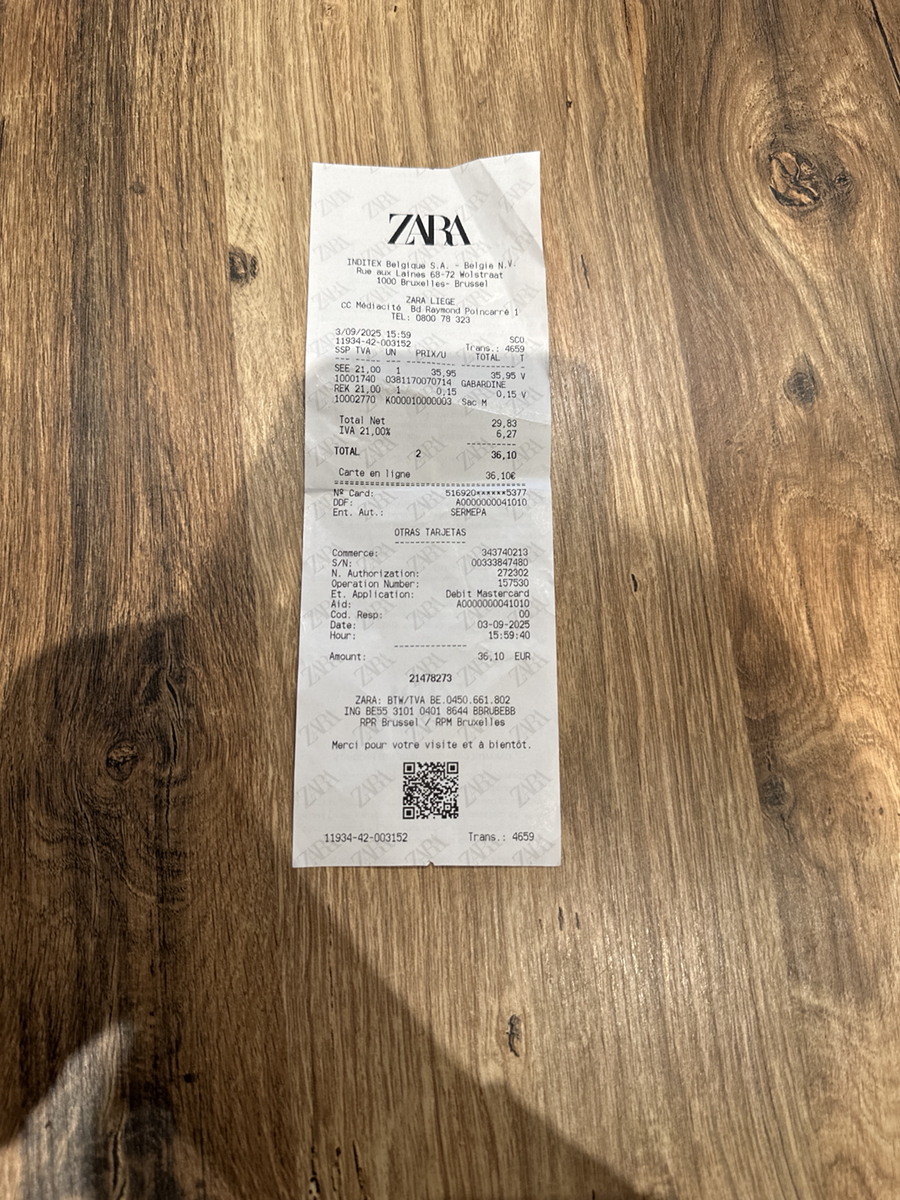 ZARA
INDITEX Belgique S.A. - Belgie N.V.
Rue aux Laines 68-72 Wolstraat
1000 Bruxelles- Brussel
ZARA LIEGE
CC Médiacité Bd Raymond Poincarré 1
TEL: 0800 78 323
3/09/2025 15:59 SCO
11934-42-003152 Trans.: 4659
SSP TVA UN PRIX/U TOTAL T
SEE 21,00 1 35,95 35,95 V
10001740 0381170070714 GABARDINE
REK 21,00 1 0,15 0,15 V
10002770 K000010000003 Sac M
Total Net 29,83
IVA 21,00% 6,27
TOTAL 2 36,10
Carte en ligne 36,10€
Nº Card: 516920******5377
DDF: A0000000041010
Ent. Aut.: SERMEPA
OTRAS TARJETAS
Commerce: 343740213
S/N: 00333847480
N. Authorization: 272302
Operation Number: 157530
Et. Application: Debit Mastercard
Aid: A0000000041010
Cod. Resp: 00
Date: 03-09-2025
Hour: 15:59:40
Amount: 36,10 EUR
21478273
ZARA: BTW/TVA BE.0450.661.802
ING BE55 3101 0401 8644 BBRUBEBB
RPR Brussel / RPM Bruxelles
Merci pour votre visite et à bientôt.
11934-42-003152 Trans.: 4659